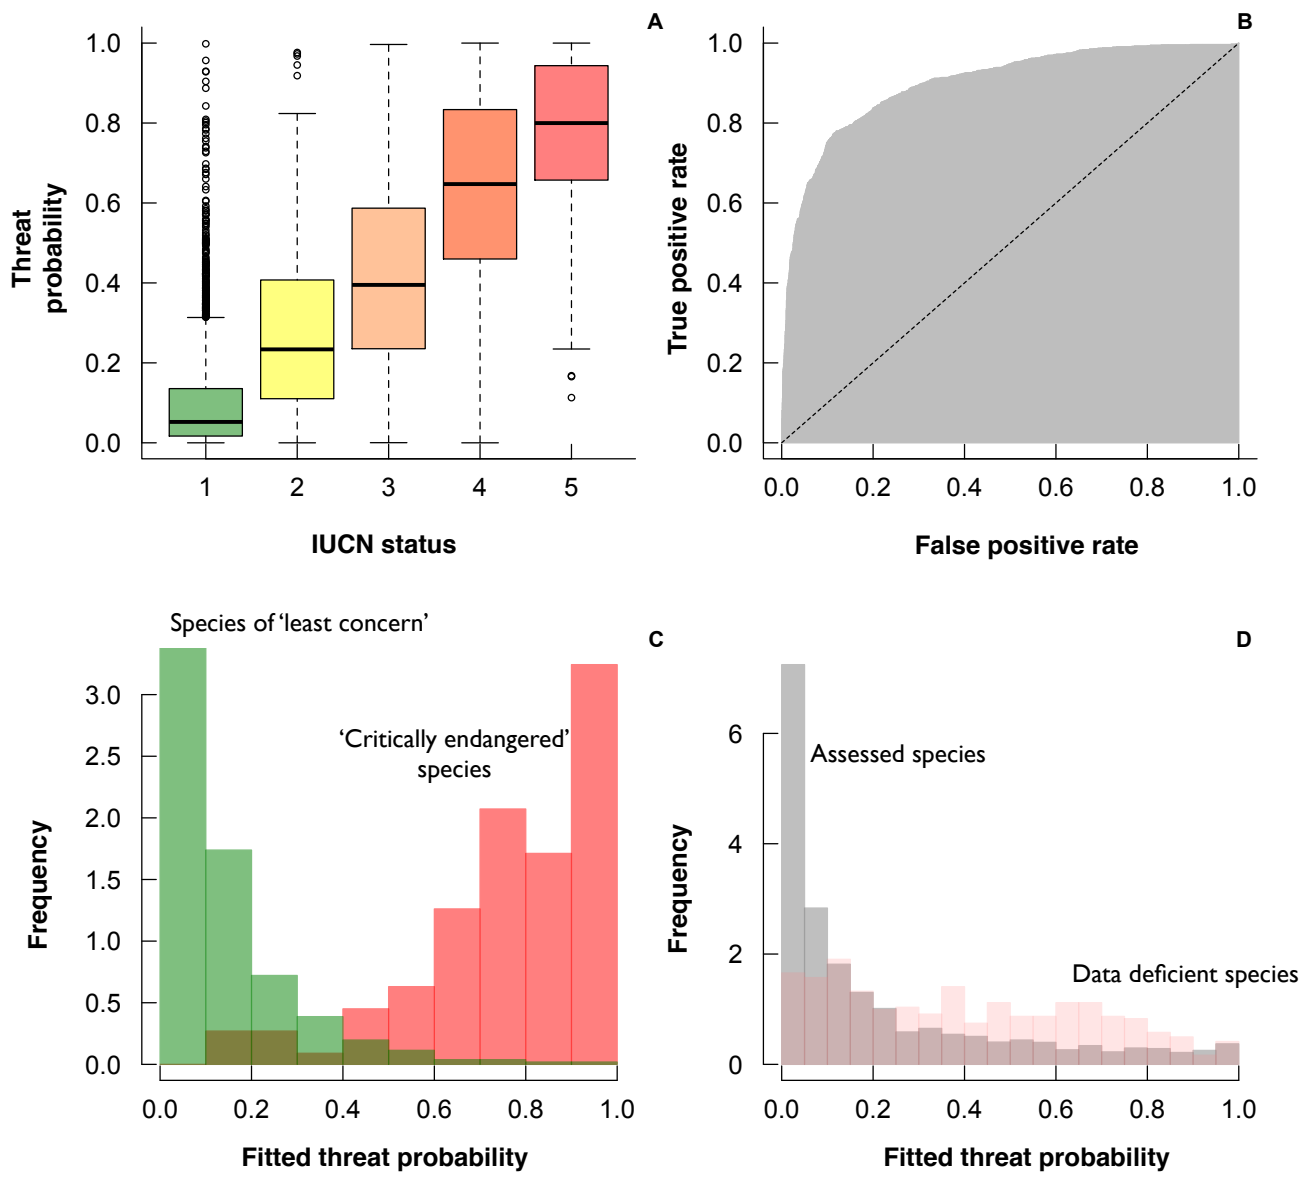 A
1.0
0.8
0.6
0.4
0.2
0.0
Threat
probability
1 2 3 4 5
IUCN status
B
1.0
0.8
0.6
0.4
0.2
0.0
True positive rate
0.0 0.2 0.4 0.6 0.8 1.0
False positive rate
Species of ‘least concern’
C
3.0
2.5
2.0
1.5
1.0
0.5
0.0
Frequency
‘Critically endangered’
species
0.0 0.2 0.4 0.6 0.8 1.0
Fitted threat probability
D
6
4
2
0
Frequency
Assessed species
Data deficient species
0.0 0.2 0.4 0.6 0.8 1.0
Fitted threat probability